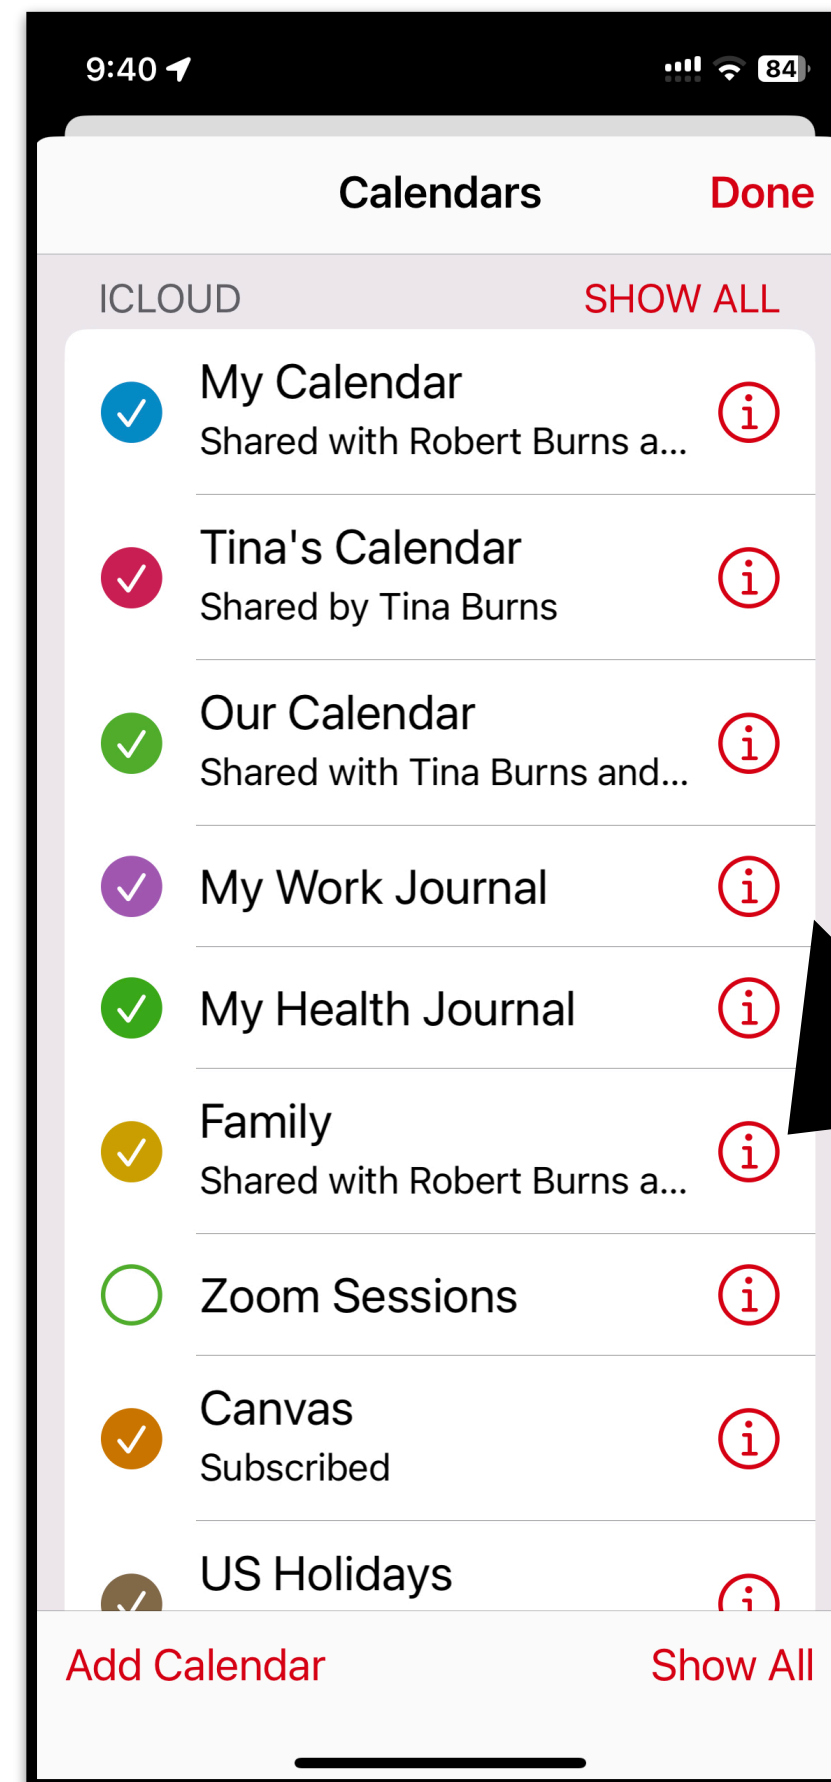 9:40
84
Calendars
Done
ICLOUD
SHOW ALL
My Calendar
Shared with Robert Burns a...
Tina's Calendar
Shared by Tina Burns
Our Calendar
Shared with Tina Burns and...
My Work Journal
My Health Journal
Family
Shared with Robert Burns a...
Zoom Sessions
Canvas
Subscribed
US Holidays
Add Calendar
Show All